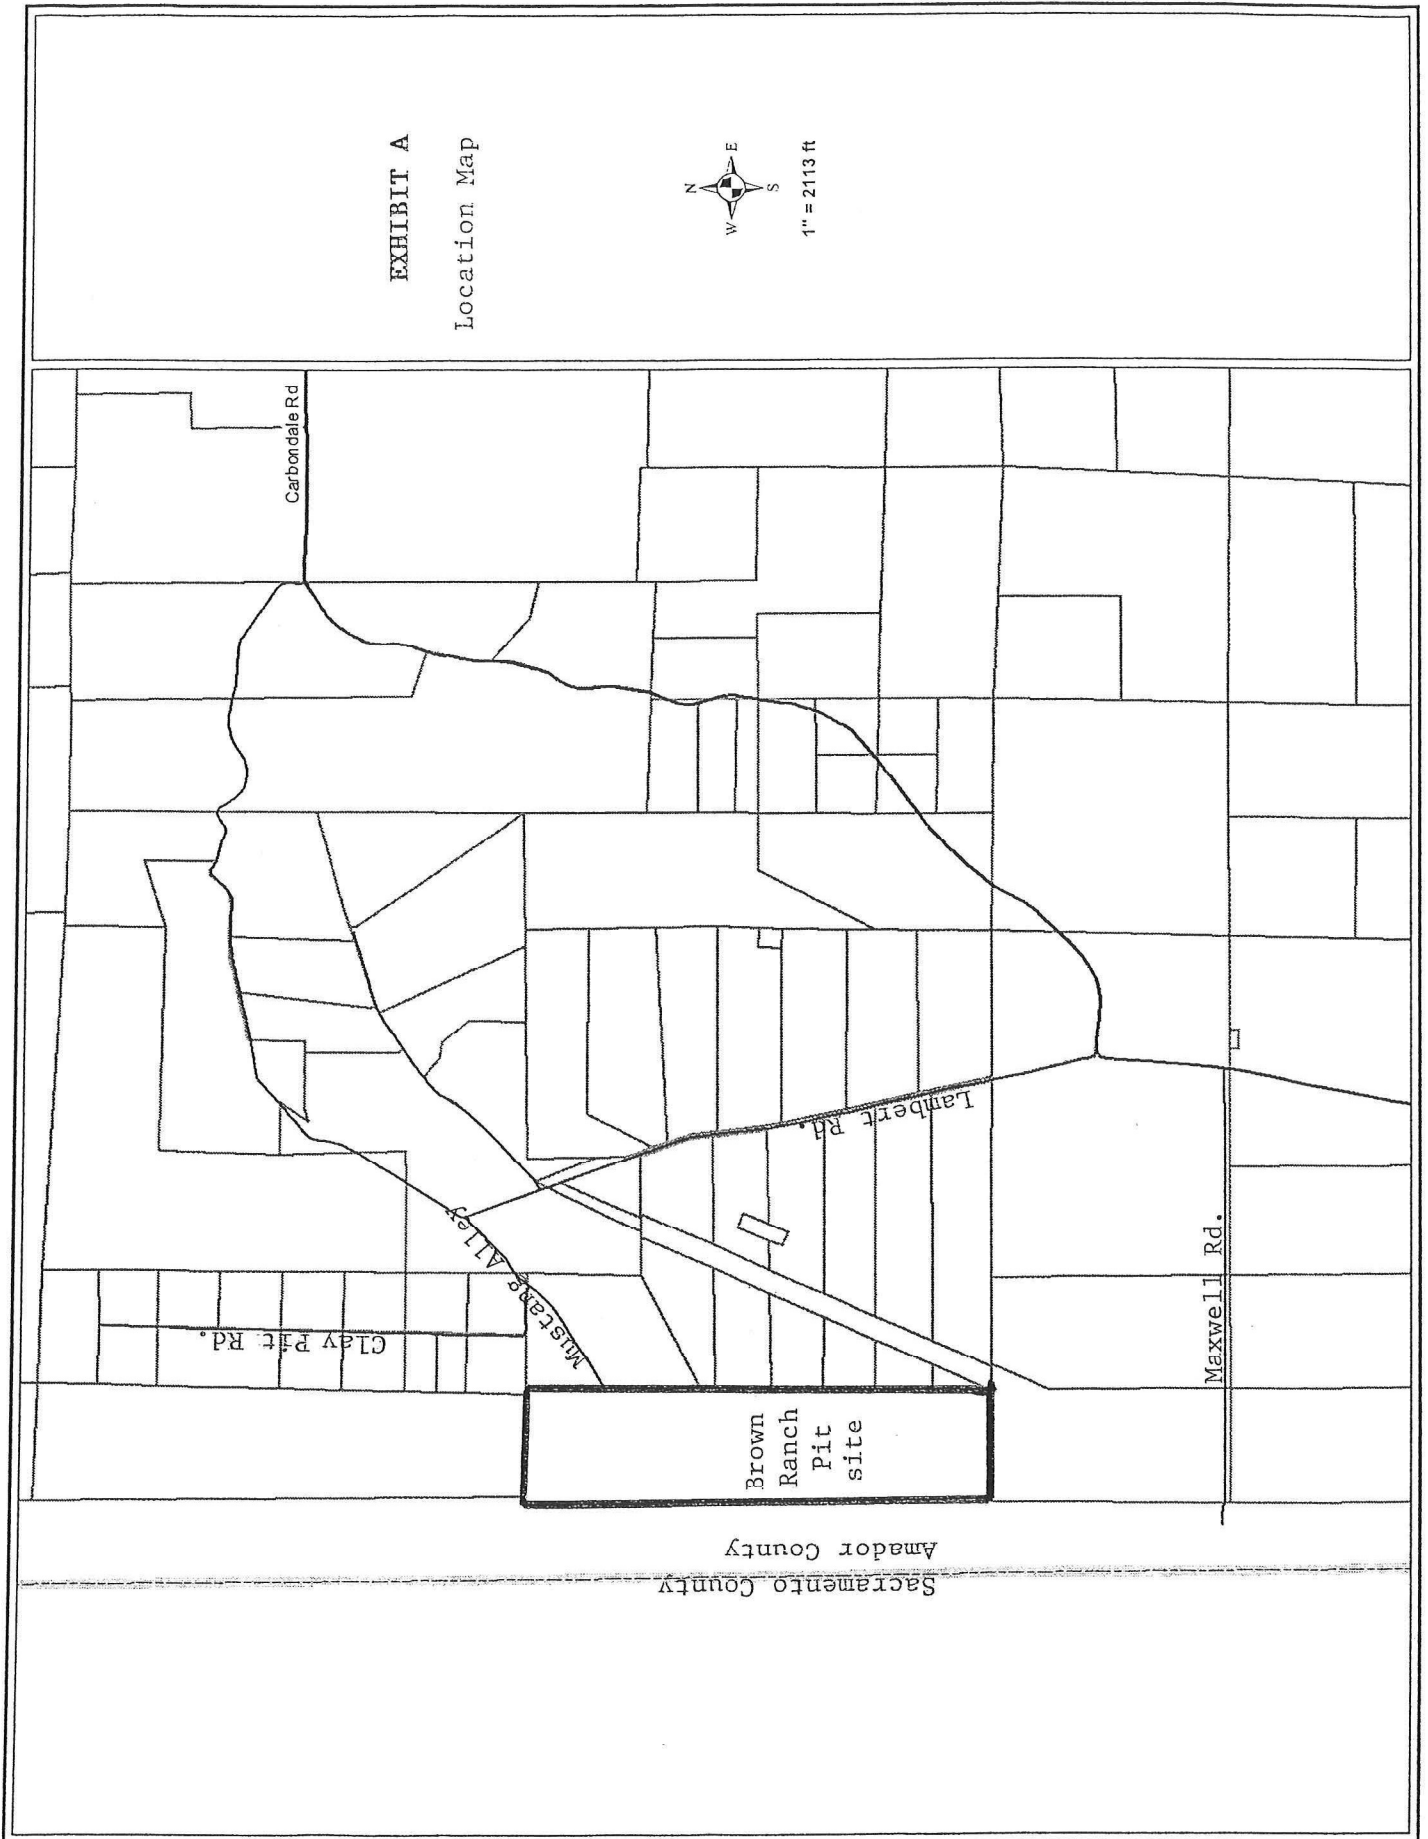 EXHIBIT A
Location Map
N
W
E
S
1" = 2113 ft
Carbondale Rd
Clay Pit Rd.
Mustang Alley
Lambert Rd.
Maxwell Rd.
Brown
Ranch
Pit
site
Amador County
Sacramento County